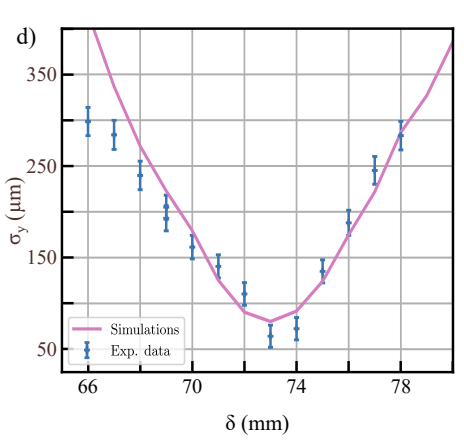 d)
350
250
150
50
σy (µm)
Simulations
Exp. data
66
70
74
78
δ (mm)